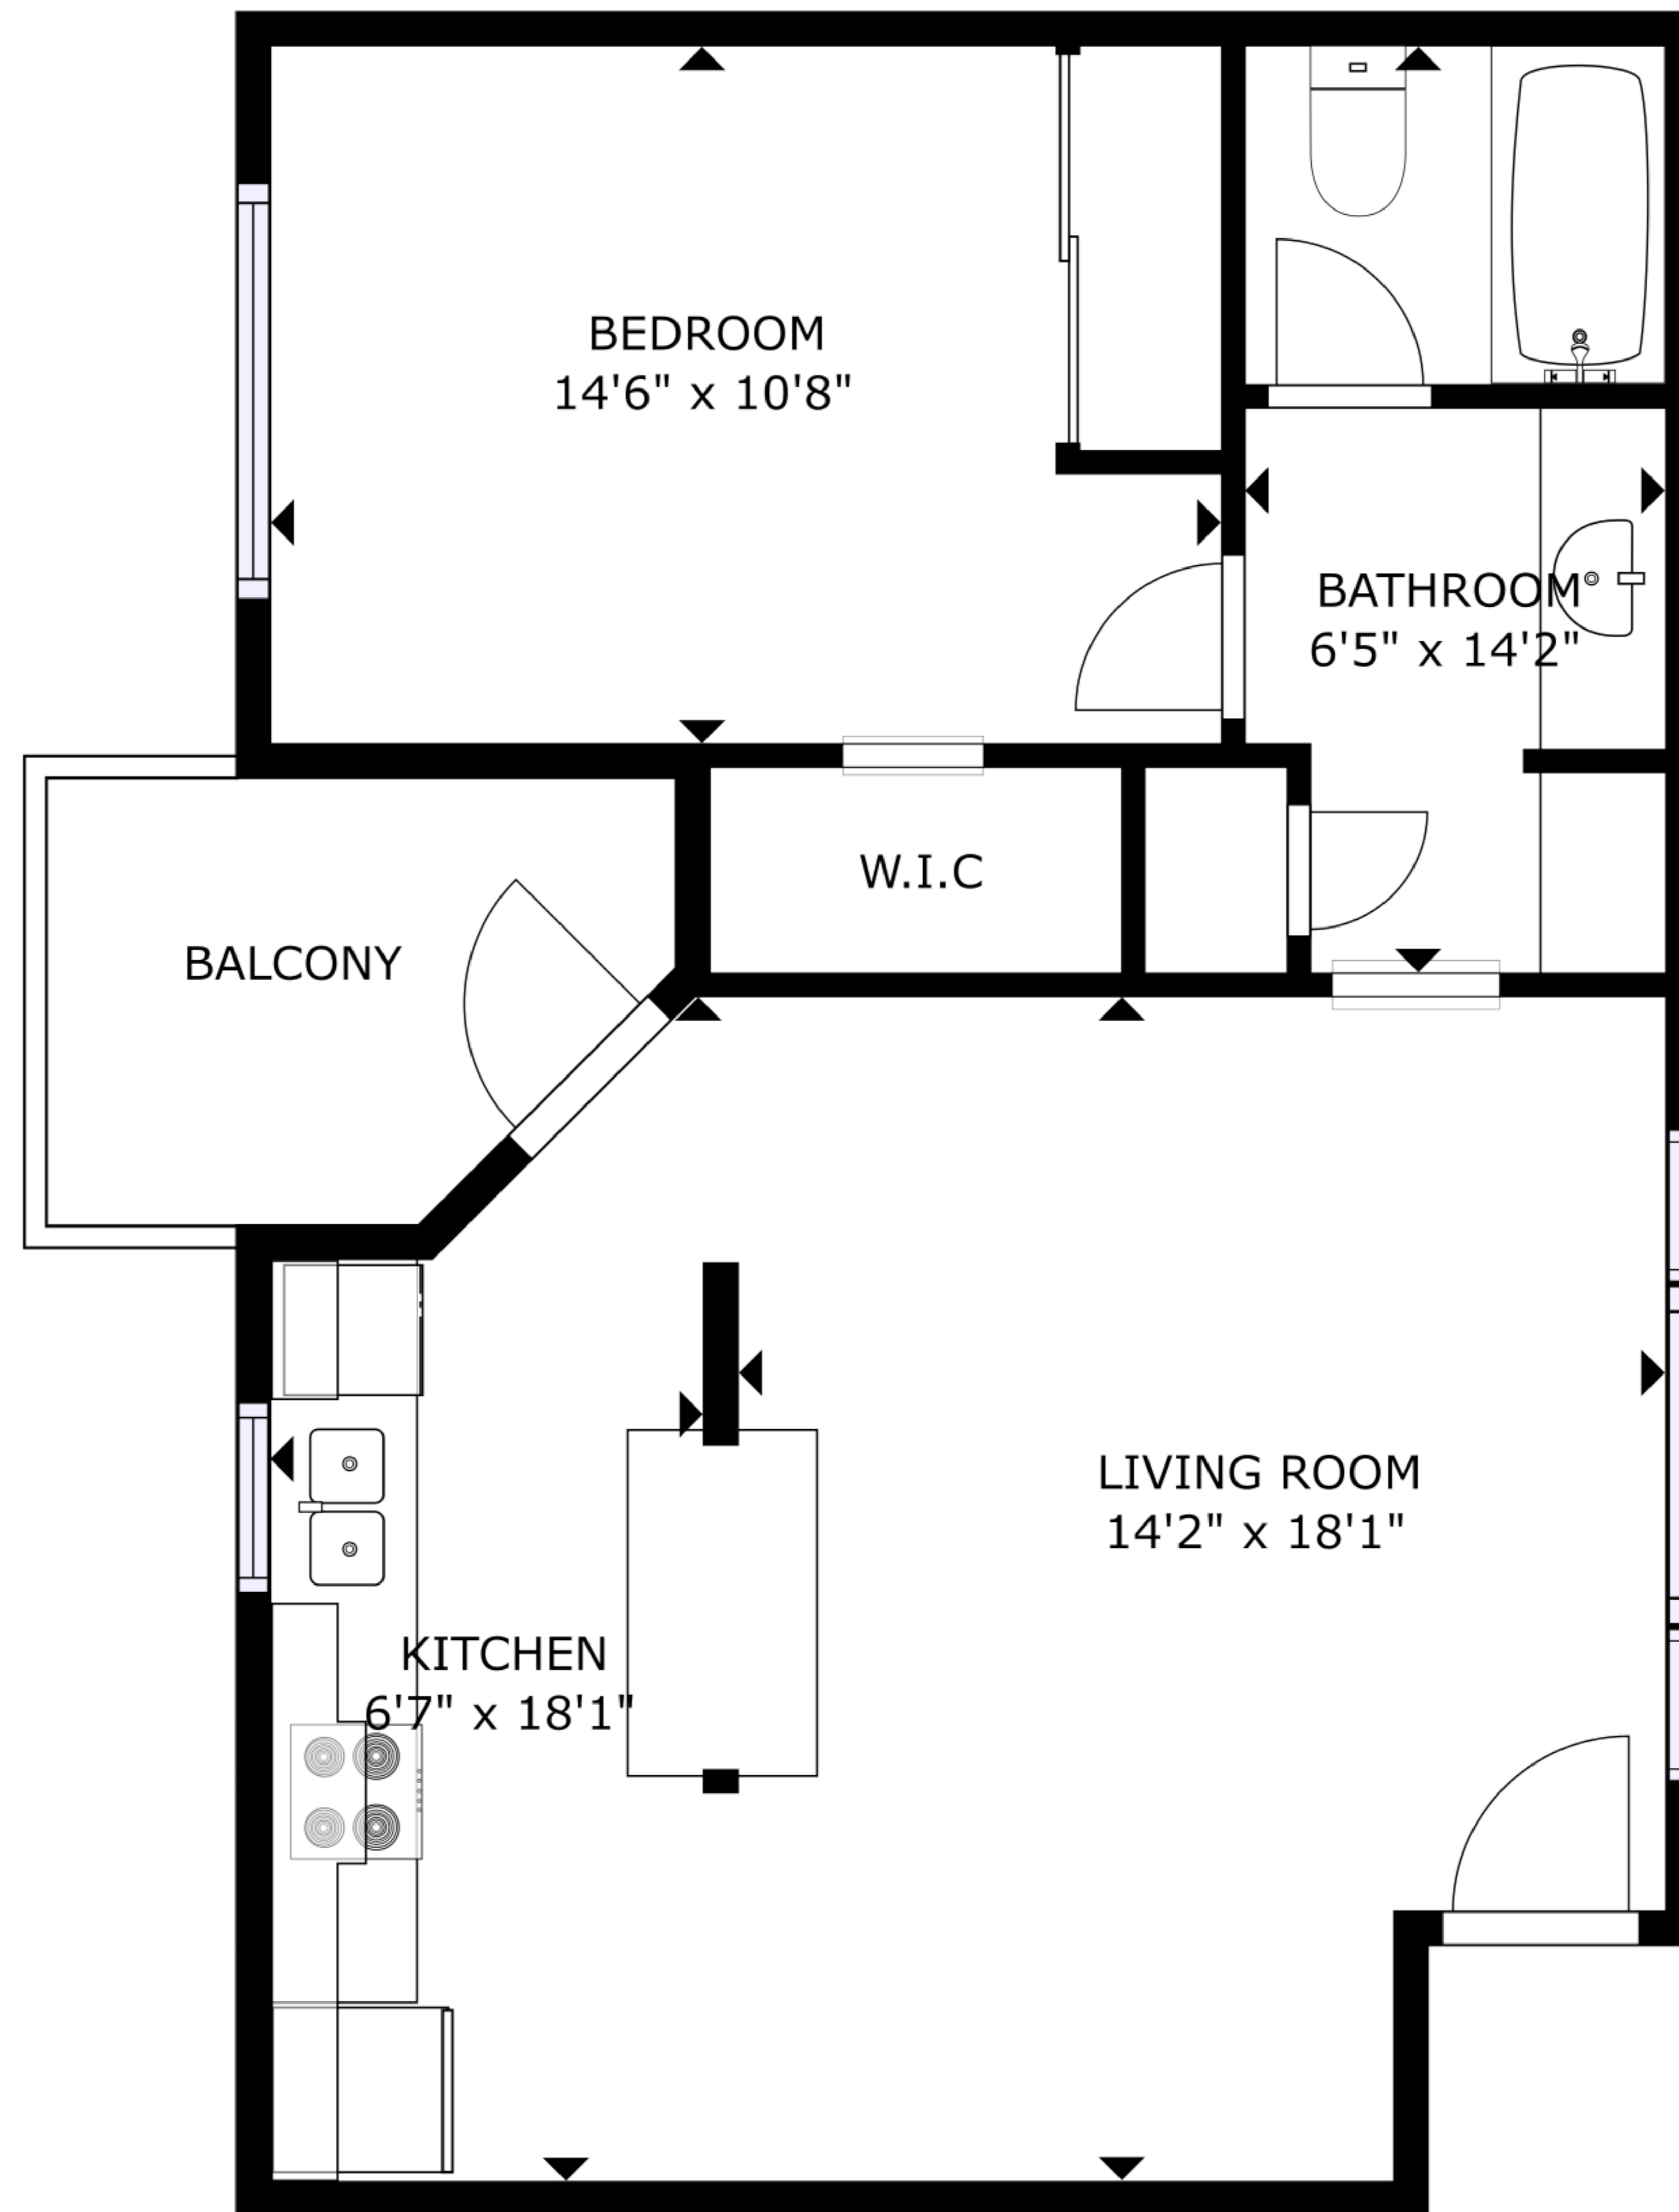 BEDROOM
14'6" x 10'8"
BATHROOM
6'5" x 14'2"
W.I.C
BALCONY
LIVING ROOM
14'2" x 18'1"
KITCHEN
6'7" x 18'1"